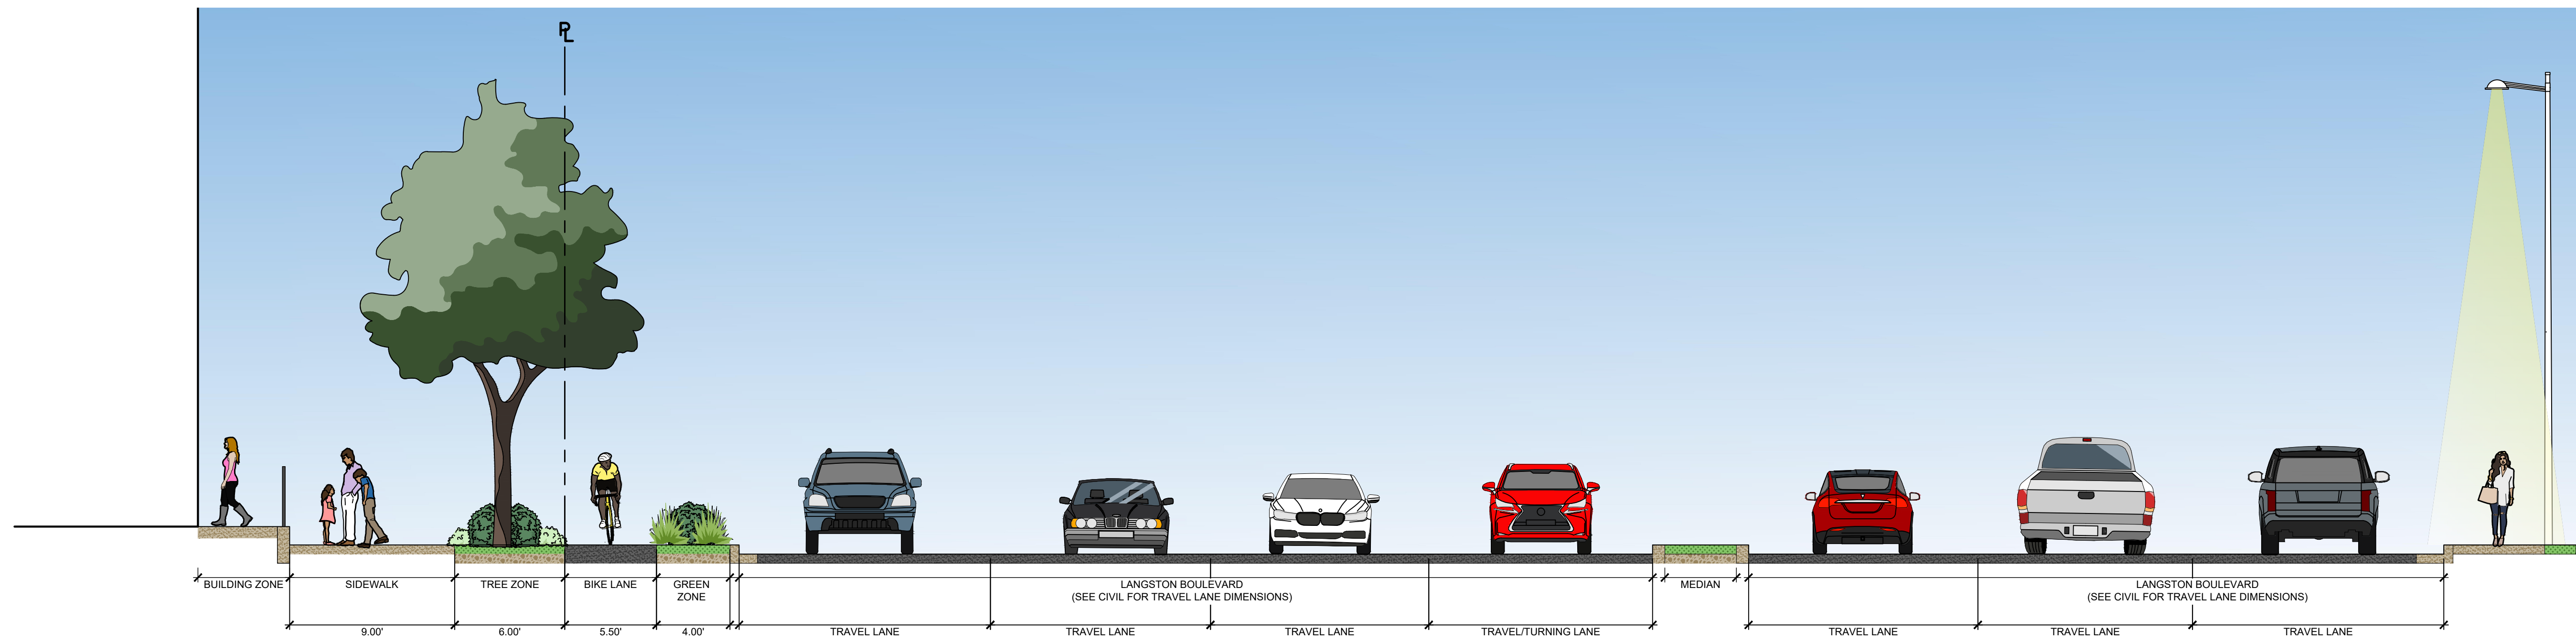 PL
BUILDING ZONE
SIDEWALK
TREE ZONE
BIKE LANE
GREEN
ZONE
LANGSTON BOULEVARD
(SEE CIVIL FOR TRAVEL LANE DIMENSIONS)
MEDIAN
LANGSTON BOULEVARD
(SEE CIVIL FOR TRAVEL LANE DIMENSIONS)
9.00'
6.00'
5.50'
4.00'
TRAVEL LANE
TRAVEL LANE
TRAVEL LANE
TRAVEL/TURNING LANE
TRAVEL LANE
TRAVEL LANE
TRAVEL LANE